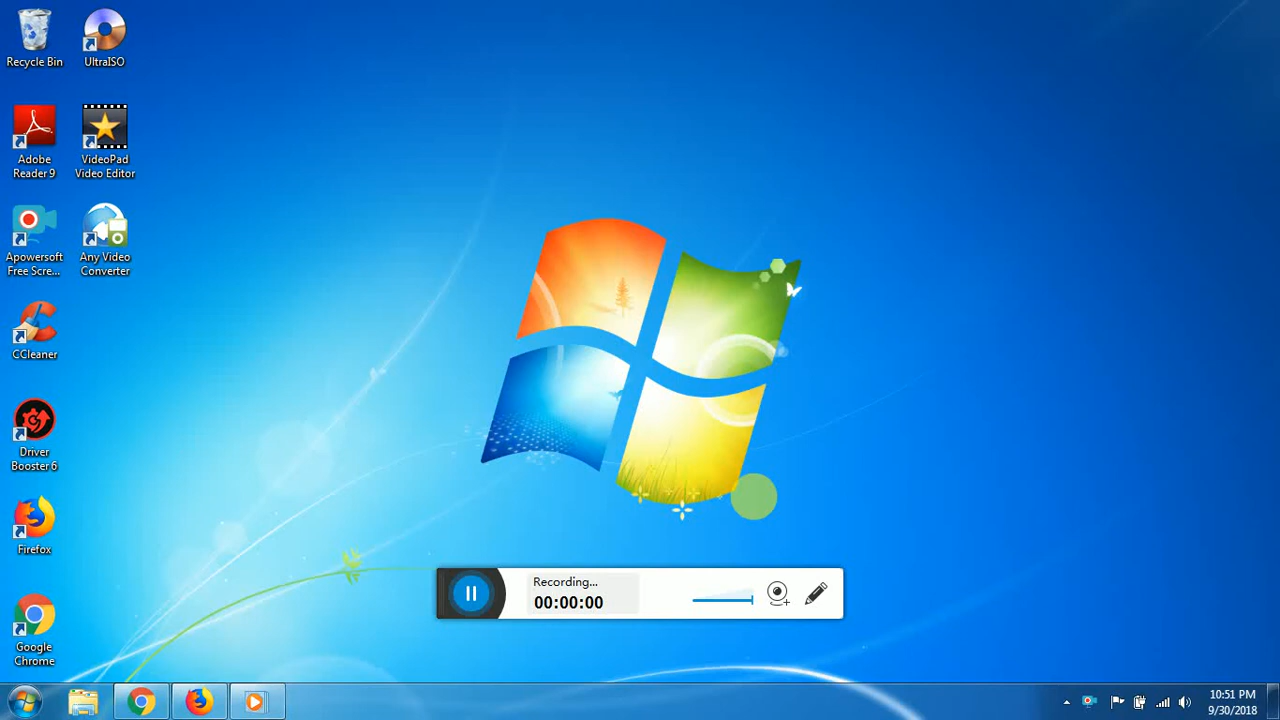 Recycle Bin
UltraISO
Adobe
Reader 9
VideoPad
Video Editor
Apowersoft
Free Scre...
Any Video
Converter
CCleaner
Driver
Booster 6
Firefox
Google
Chrome
Recording...
00:00:00
10:51 PM
9/30/2018